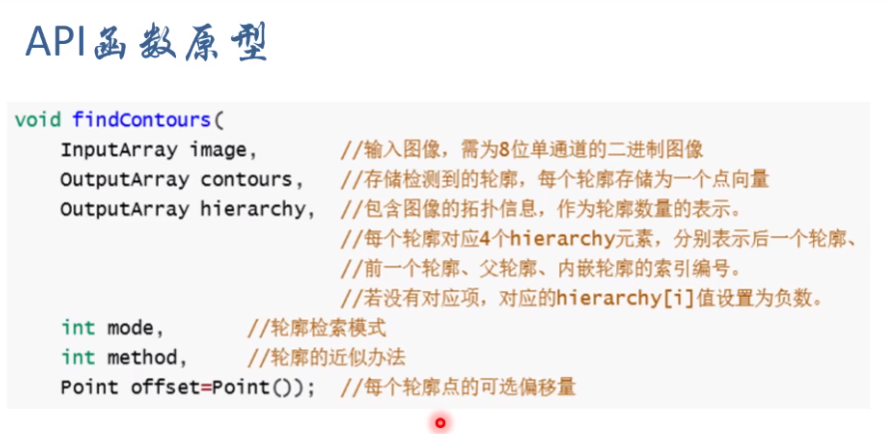 API函数原型
void findContours(
InputArray image, //输入图像，需为8位单通道的二进制图像
OutputArray contours, //存储检测到的轮廓，每个轮廓存储为一个点向量
OutputArray hierarchy, //包含图像的拓扑信息，作为轮廓数量的表示。
//每个轮廓对应4个hierarchy元素，分别表示后一个轮廓、
//前一个轮廓、父轮廓、内嵌轮廓的索引编号。
//若没有对应项，对应的hierarchy[i]值设置为负数。
int mode, //轮廓检索模式
int method, //轮廓的近似办法
Point offset=Point()); //每个轮廓点的可选偏移量